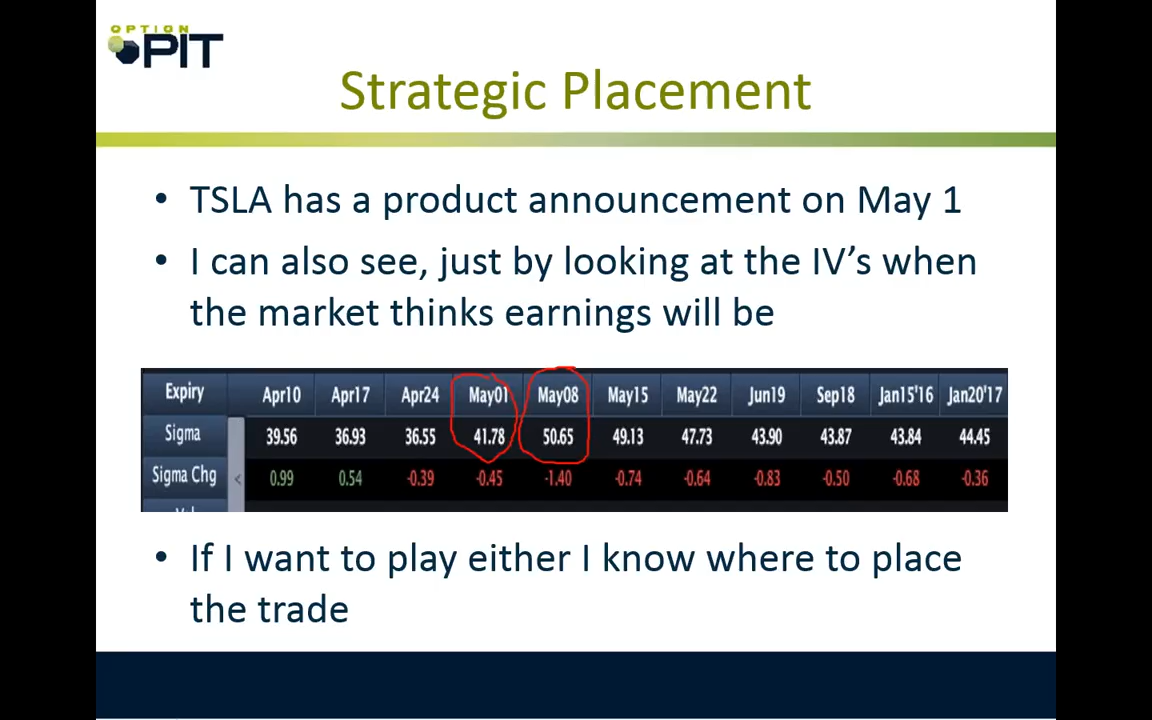 OPTION
PIT
Strategic Placement
• TSLA has a product announcement on May 1
• I can also see, just by looking at the IV’s when
the market thinks earnings will be
Expiry Apr10 Apr17 Apr24 May01 May08 May15 May22 Jun19 Sep18 Jan15'16 Jan20'17
Sigma 39.56 36.93 36.55 41.78 50.65 49.13 47.73 43.90 43.87 43.84 44.45
Sigma Chg < 0.99 0.54 -0.39 -0.45 -1.40 -0.74 -0.64 -0.83 -0.50 -0.68 -0.36
• If I want to play either I know where to place
the trade